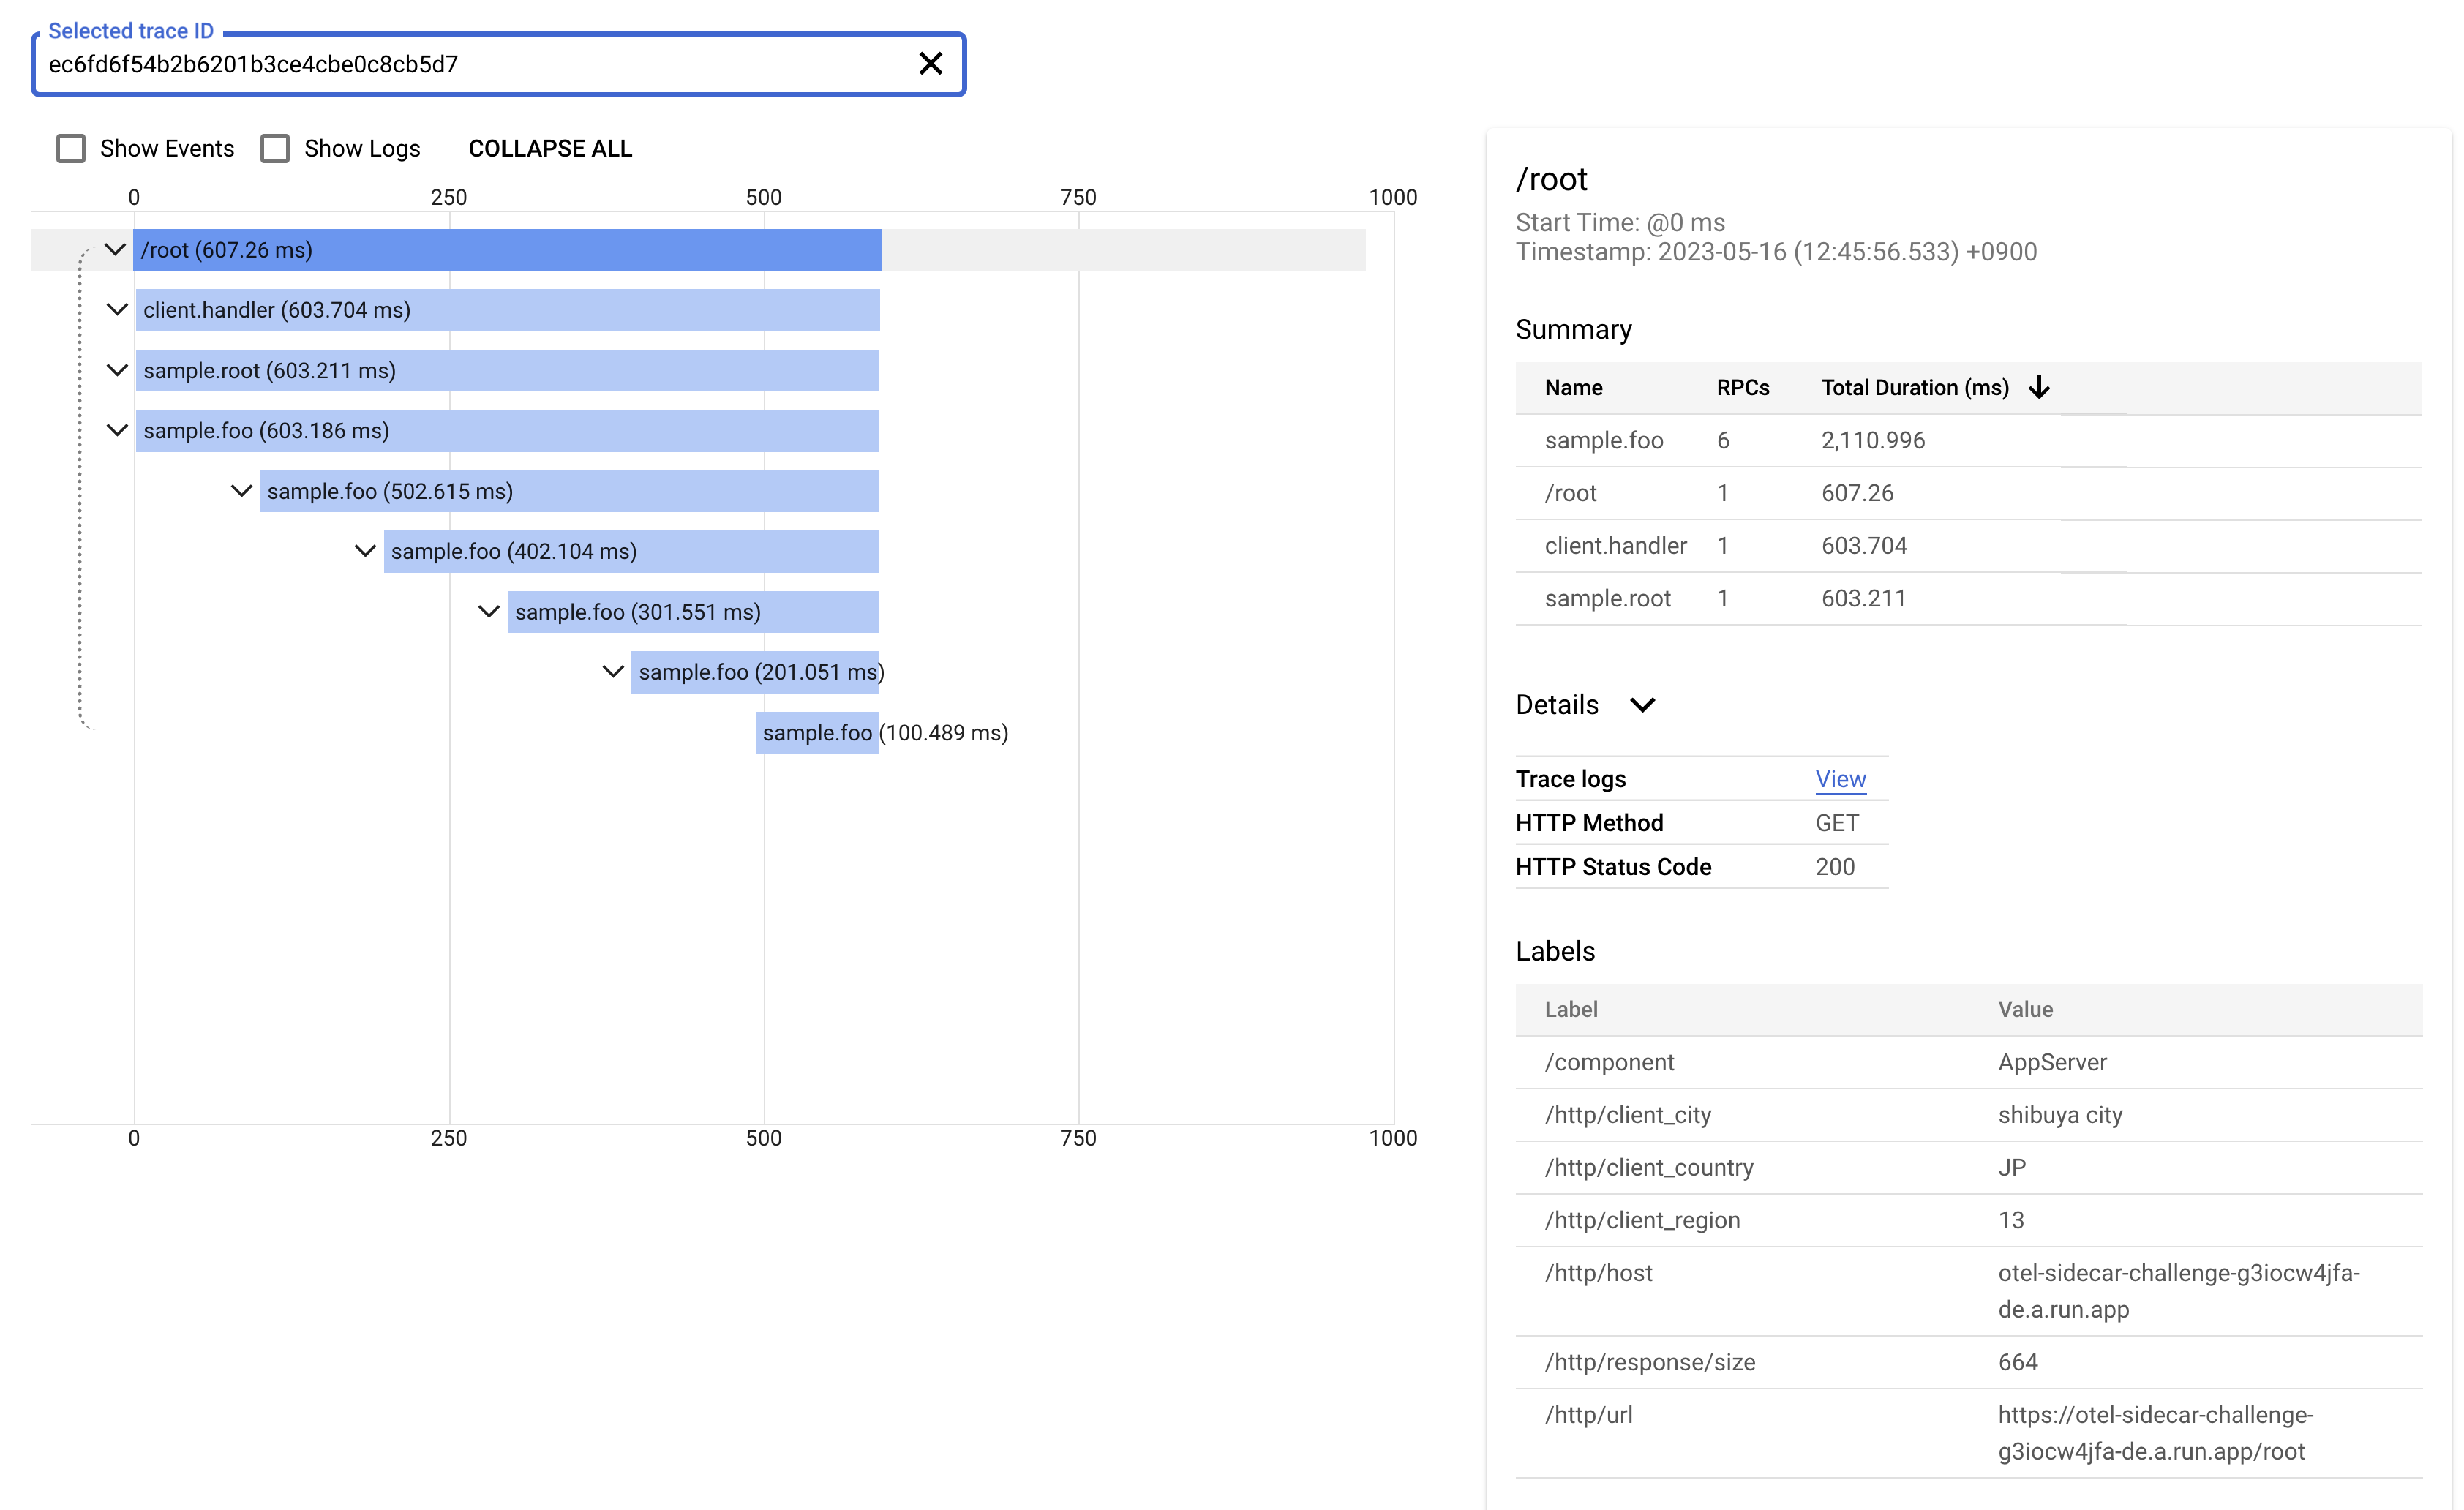 Selected trace ID
ec6fd6f54b2b6201b3ce4cbe0c8cb5d7
Show Events Show Logs COLLAPSE ALL
0 250 500 750 1000
/root (607.26 ms)
client.handler (603.704 ms)
sample.root (603.211 ms)
sample.foo (603.186 ms)
sample.foo (502.615 ms)
sample.foo (402.104 ms)
sample.foo (301.551 ms)
sample.foo (201.051 ms)
sample.foo (100.489 ms)
0 250 500 750 1000
/root
Start Time: @0 ms
Timestamp: 2023-05-16 (12:45:56.533) +0900
Summary
Name RPCs Total Duration (ms)
sample.foo 6 2,110.996
/root 1 607.26
client.handler 1 603.704
sample.root 1 603.211
Details
Trace logs View
HTTP Method GET
HTTP Status Code 200
Labels
Label Value
/component AppServer
/http/client_city shibuya city
/http/client_country JP
/http/client_region 13
/http/host otel-sidecar-challenge-g3iocw4jfa-
de.a.run.app
/http/response/size 664
/http/url https://otel-sidecar-challenge-
g3iocw4jfa-de.a.run.app/root